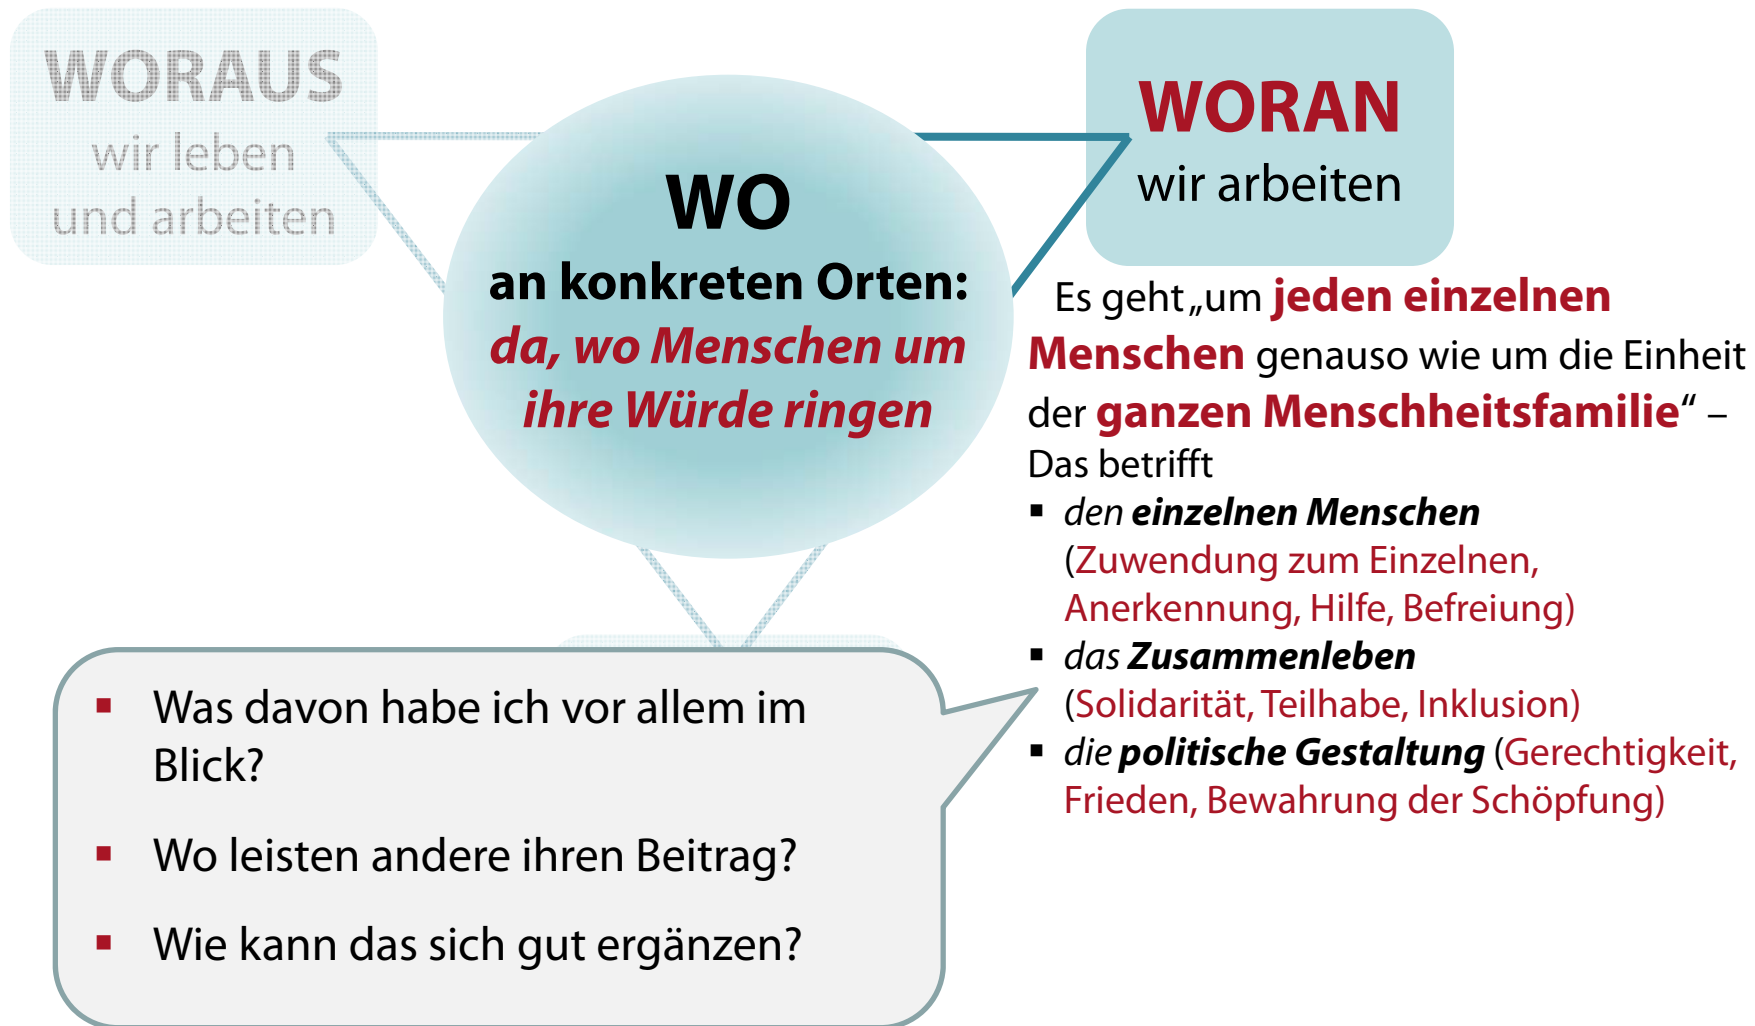 WORAUS
wir leben
und arbeiten
WO
an konkreten Orten:
da, wo Menschen um
ihre Würde ringen
WORAN
wir arbeiten
Es geht „um jeden einzelnen
Menschen genauso wie um die Einheit
der ganzen Menschheitsfamilie“ –
Das betrifft
▪ den einzelnen Menschen
(Zuwendung zum Einzelnen,
Anerkennung, Hilfe, Befreiung)
▪ das Zusammenleben
(Solidarität, Teilhabe, Inklusion)
▪ die politische Gestaltung (Gerechtigkeit,
Frieden, Bewahrung der Schöpfung)
▪ Was davon habe ich vor allem im
Blick?
▪ Wo leisten andere ihren Beitrag?
▪ Wie kann das sich gut ergänzen?